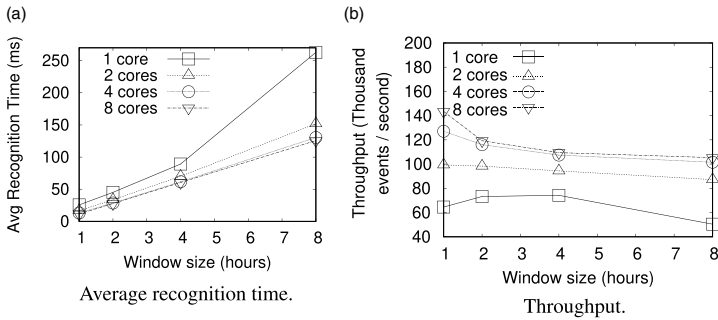 (a)
Avg Recognition Time (ms)
250
200
150
100
50
0
1 core
2 cores
4 cores
8 cores
1 2 3 4 5 6 7 8
Window size (hours)
Average recognition time.
(b)
Throughput (Thousand
events / second)
200
180
160
140
120
100
80
60
40
1 core
2 cores
4 cores
8 cores
1 2 3 4 5 6 7 8
Window size (hours)
Throughput.